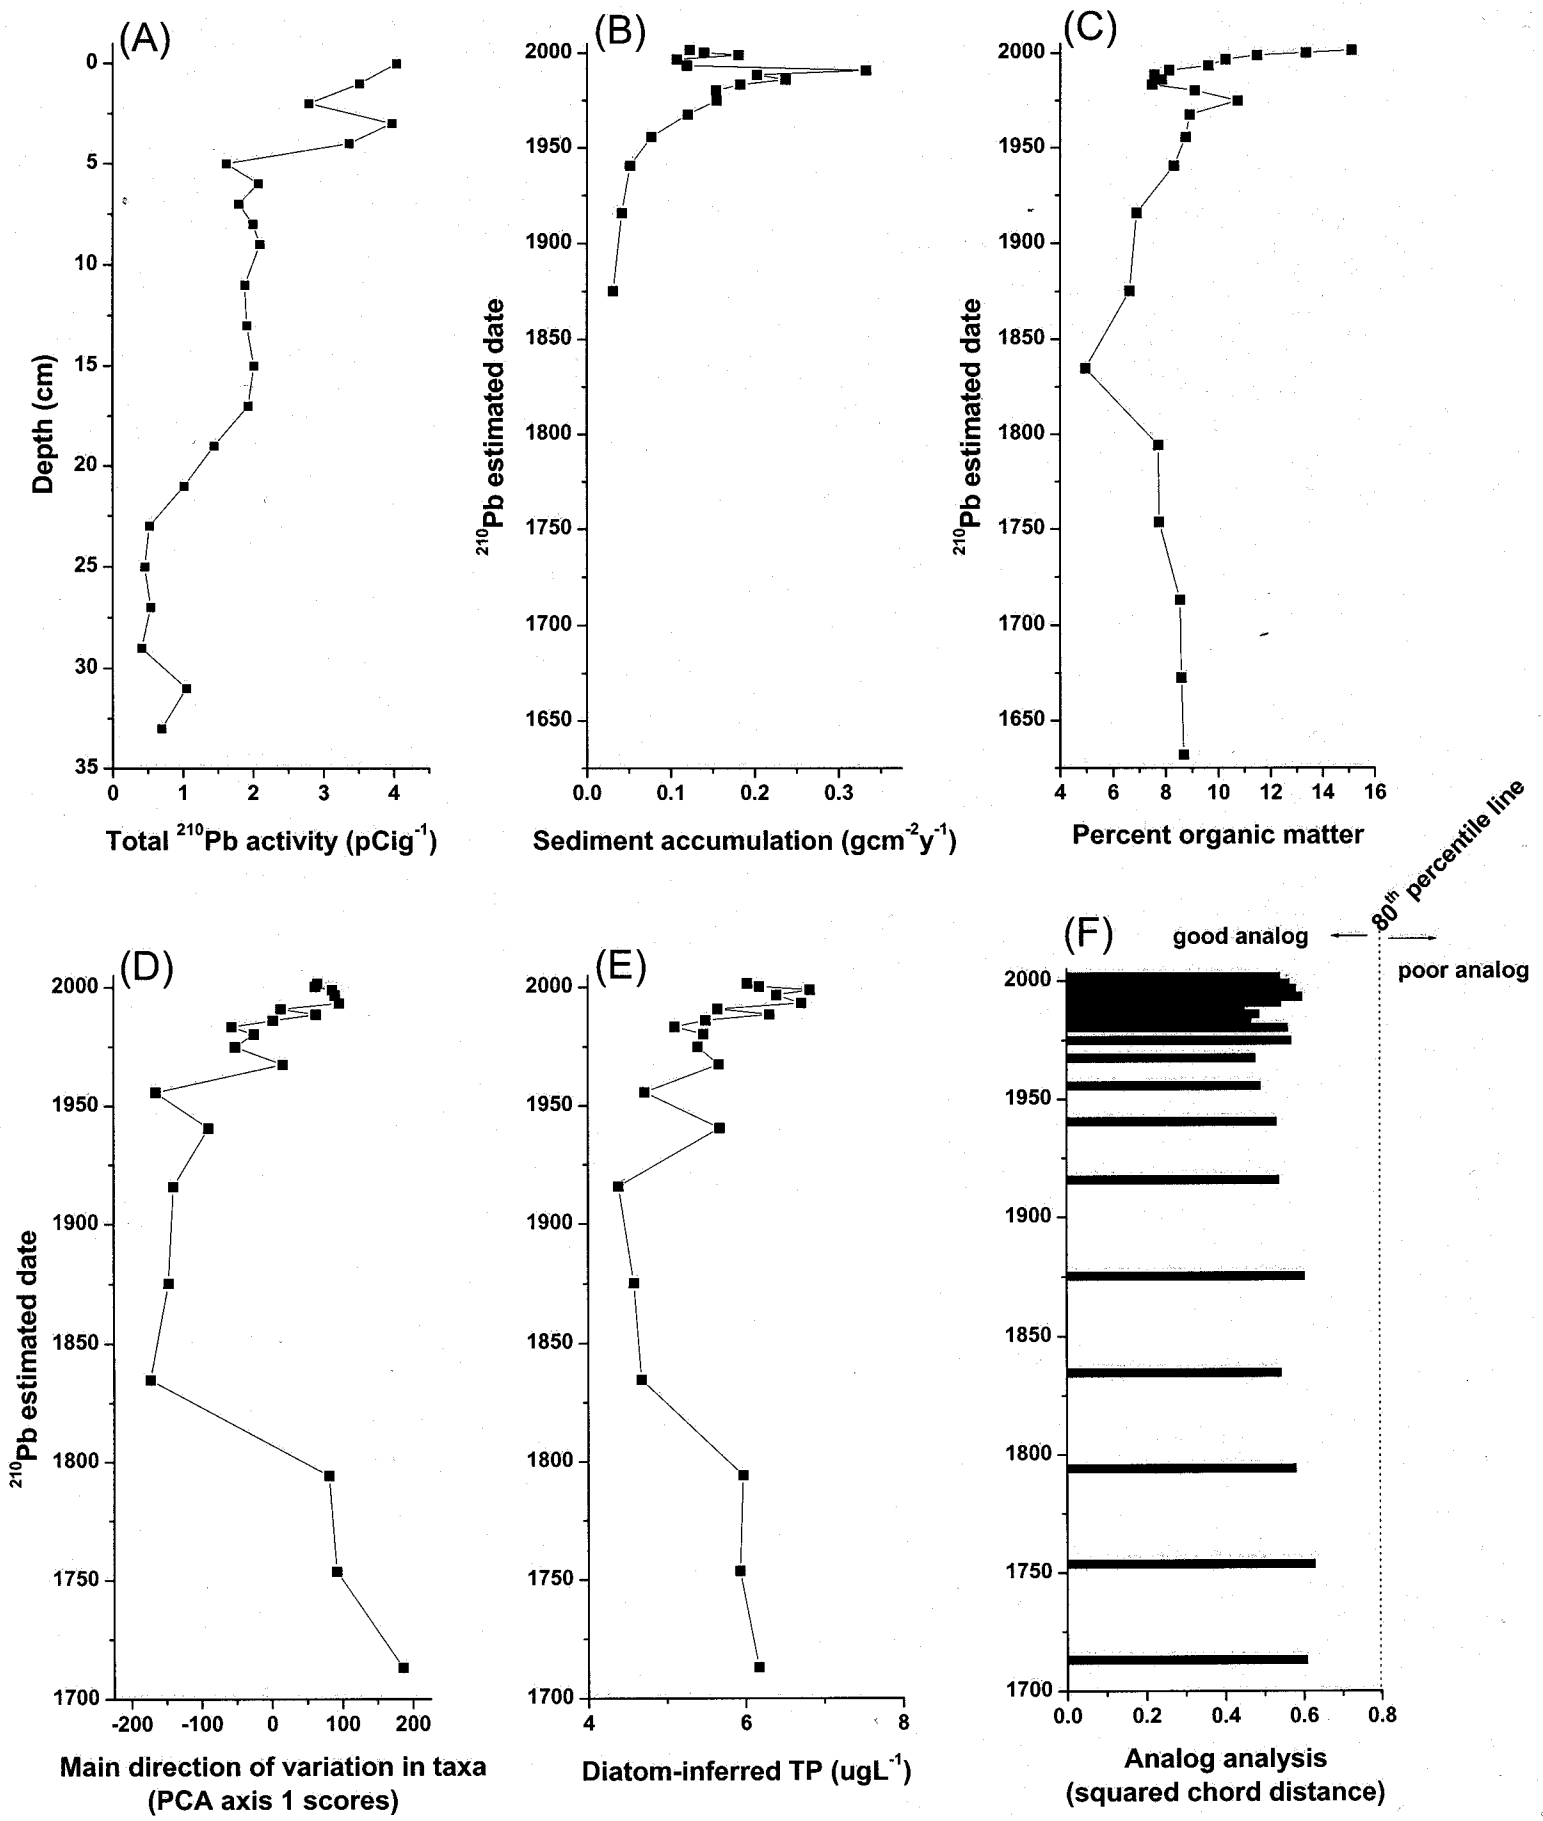 (A)
0
5
10
15
20
25
30
35
Depth (cm)
0 1 2 3 4
Total ²¹⁰Pb activity (pCig⁻¹)
(B)
2000
1950
1900
1850
1800
1750
1700
1650
²¹⁰Pb estimated date
0.0 0.1 0.2 0.3
Sediment accumulation (gcm⁻²y⁻¹)
(C)
2000
1950
1900
1850
1800
1750
1700
1650
²¹⁰Pb estimated date
4 6 8 10 12 14 16
Percent organic matter
(D)
2000
1950
1900
1850
1800
1750
1700
²¹⁰Pb estimated date
-200 -100 0 100 200
Main direction of variation in taxa
(PCA axis 1 scores)
(E)
2000
1950
1900
1850
1800
1750
1700
4 6 8
Diatom-inferred TP (ugL⁻¹)
(F)
80ᵗʰ percentile line
good analog
poor analog
2000
1950
1900
1850
1800
1750
1700
0.0 0.2 0.4 0.6 0.8
Analog analysis
(squared chord distance)